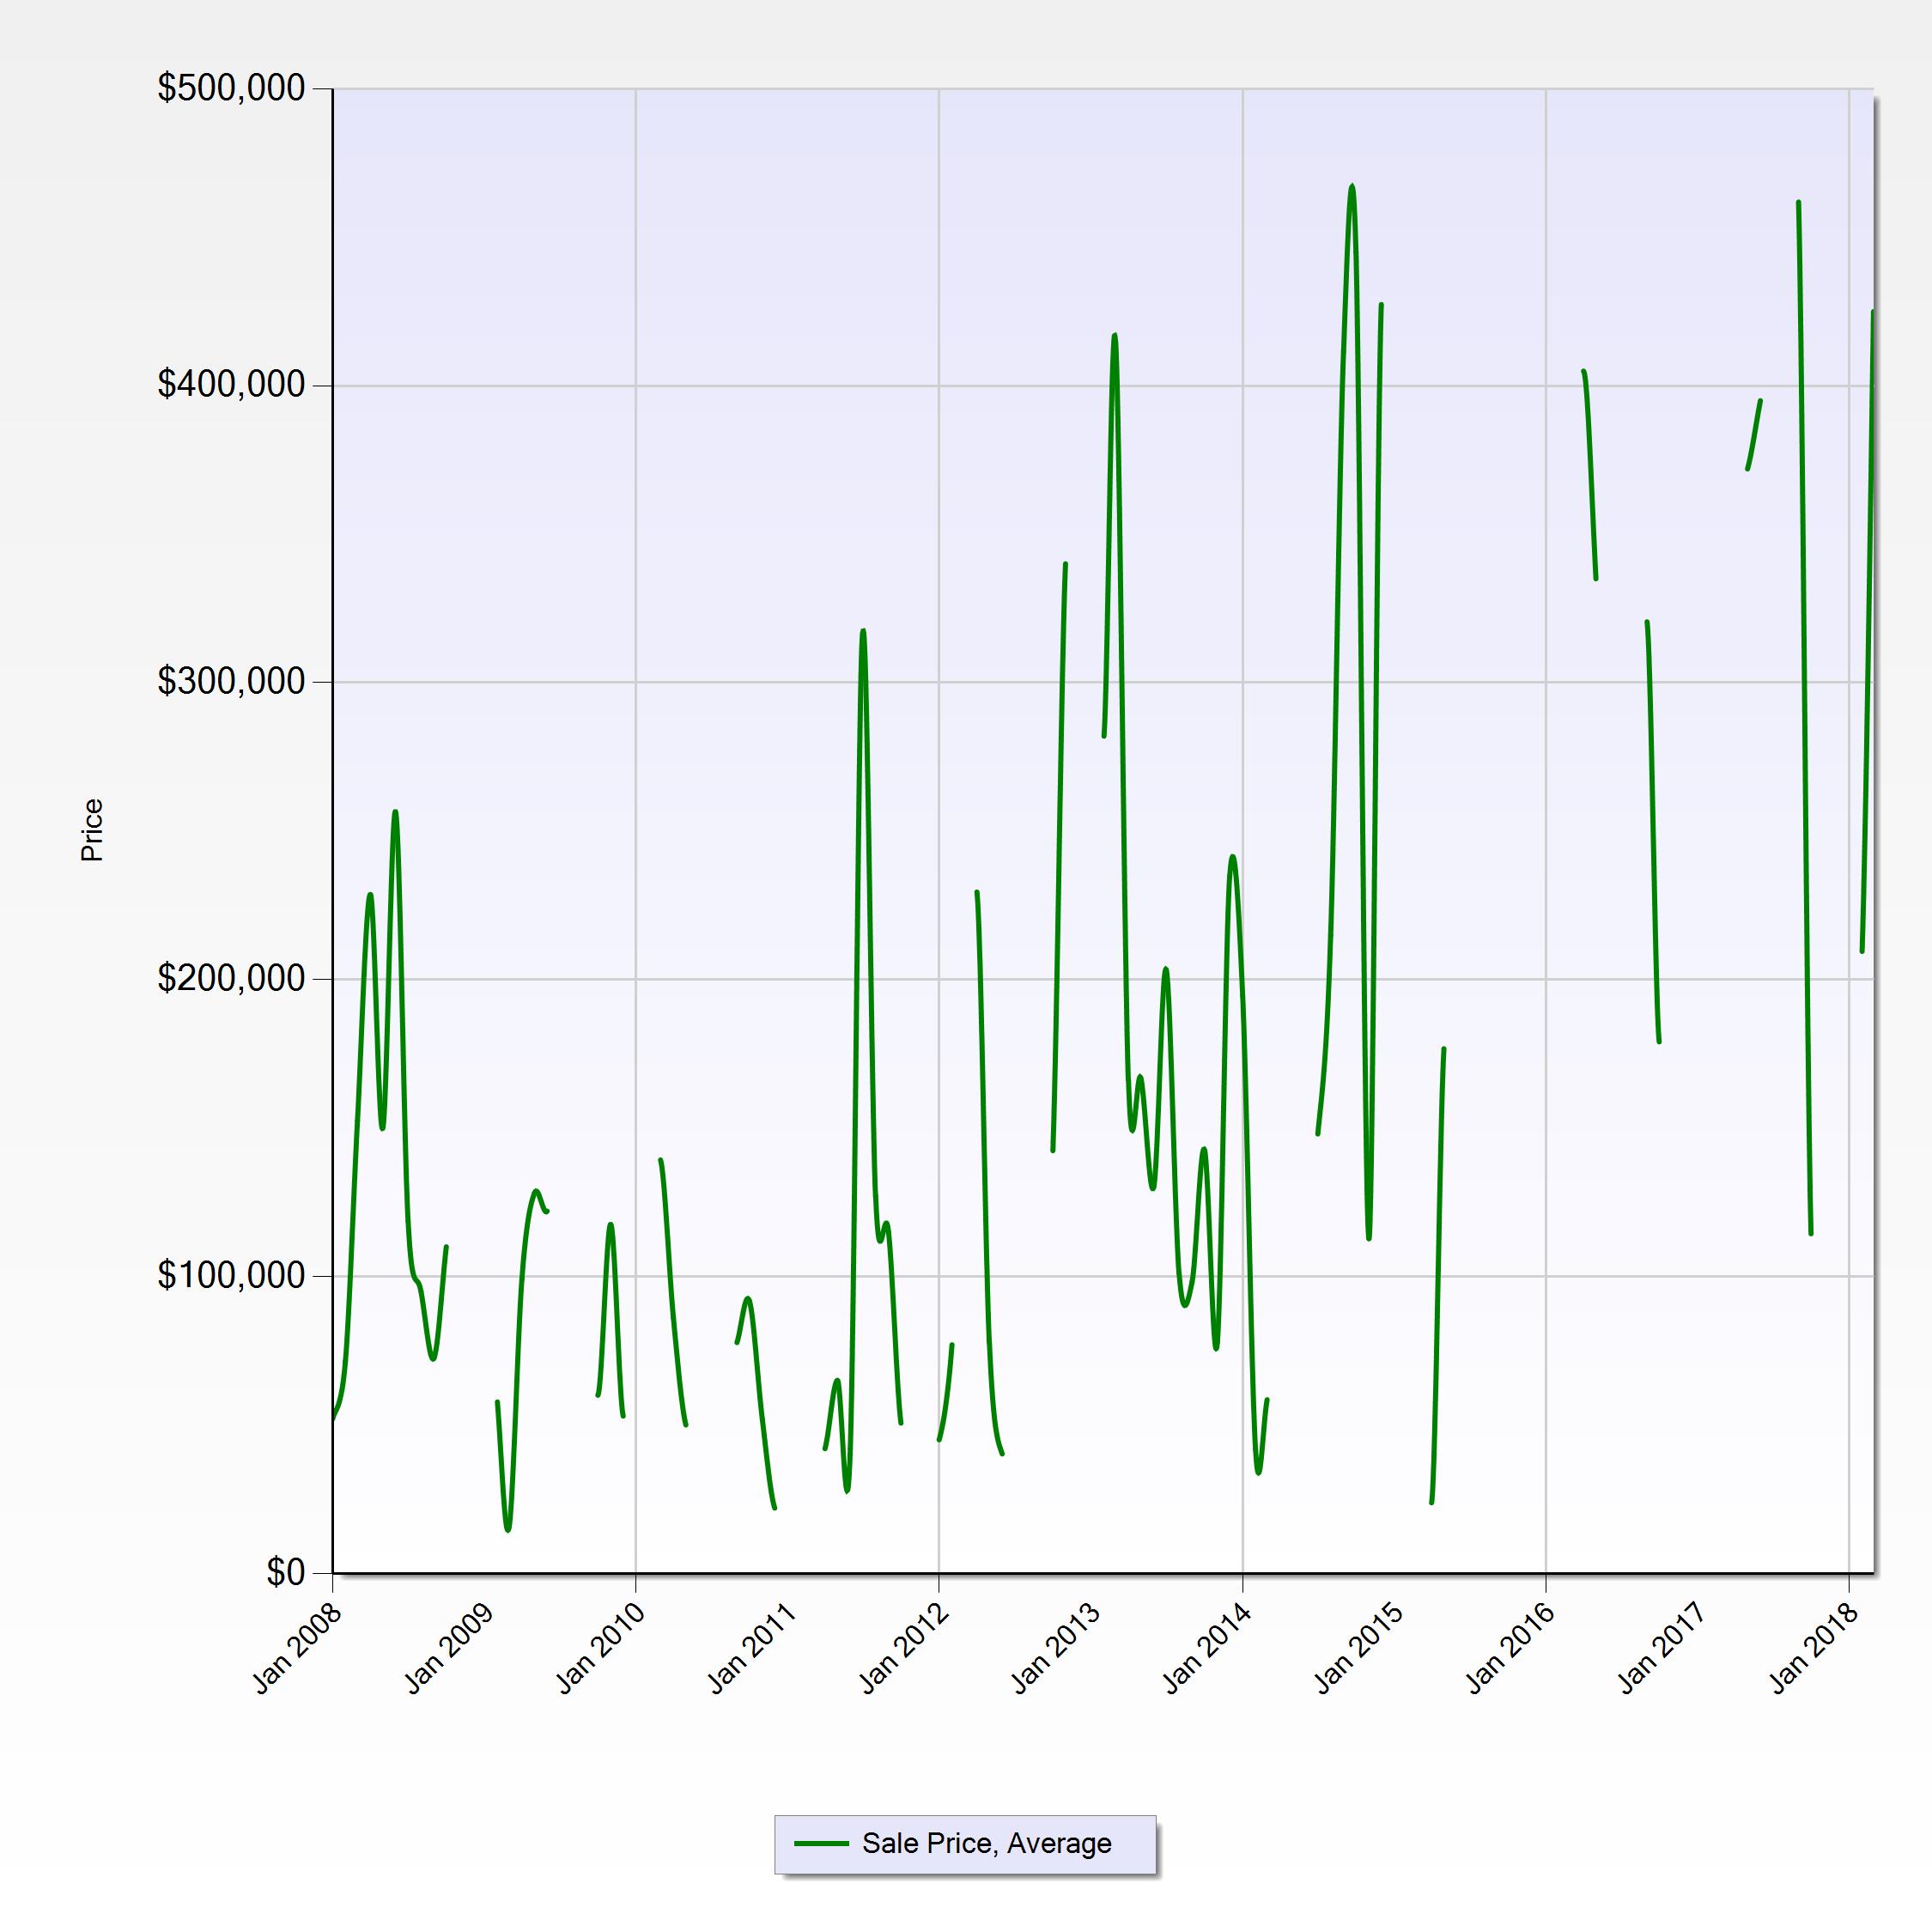 $500,000
$400,000
$300,000
$200,000
$100,000
$0
Price
Jan 2008
Jan 2009
Jan 2010
Jan 2011
Jan 2012
Jan 2013
Jan 2014
Jan 2015
Jan 2016
Jan 2017
Jan 2018
Sale Price, Average